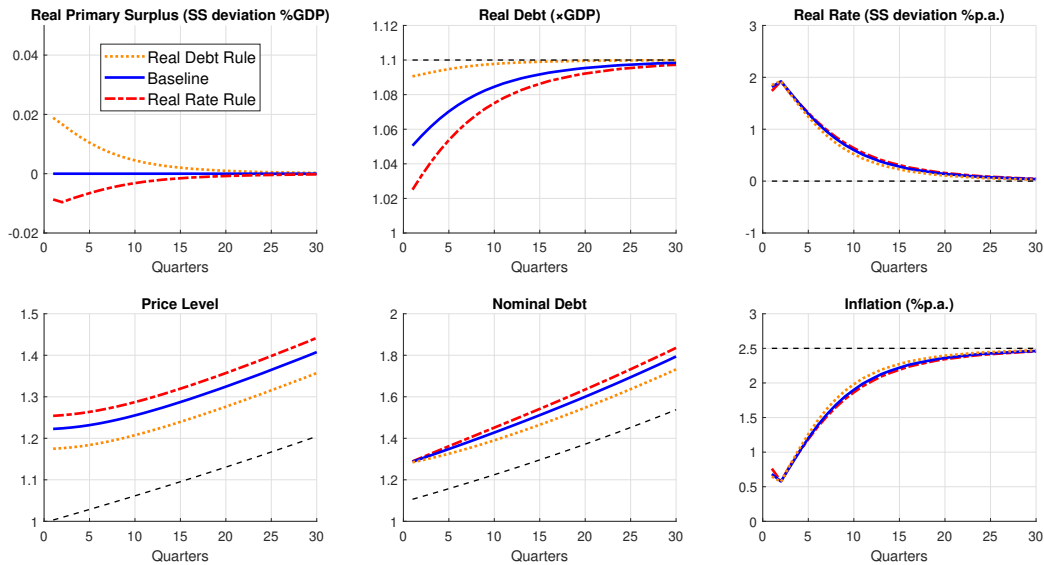 Real Primary Surplus (SS deviation %GDP)
0.04
0.02
0
-0.02
0 5 10 15 20 25 30
Quarters
Real Debt Rule
Baseline
Real Rate Rule
Real Debt (×GDP)
1.12
1.1
1.08
1.06
1.04
1.02
1
0 5 10 15 20 25 30
Quarters
Real Rate (SS deviation %p.a.)
3
2
1
0
-1
0 5 10 15 20 25 30
Quarters
Price Level
1.5
1.4
1.3
1.2
1.1
1
0 5 10 15 20 25 30
Quarters
Nominal Debt
2
1.8
1.6
1.4
1.2
1
0 5 10 15 20 25 30
Quarters
Inflation (%p.a.)
3
2.5
2
1.5
1
0.5
0
0 5 10 15 20 25 30
Quarters